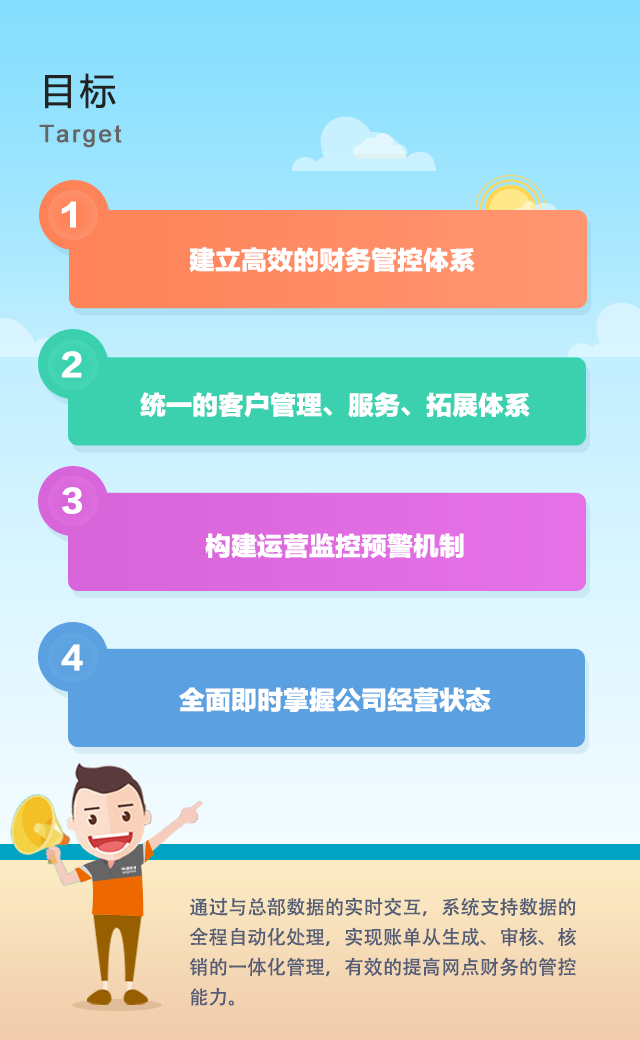 目标
Target
1
建立高效的财务管控体系
2
统一的客户管理、服务、拓展体系
3
构建运营监控预警机制
4
全面即时掌握公司经营状态
通过与总部数据的实时交互，系统支持数据的
全程自动化处理，实现账单从生成、审核、核
销的一体化管理，有效的提高网点财务的管控
能力。